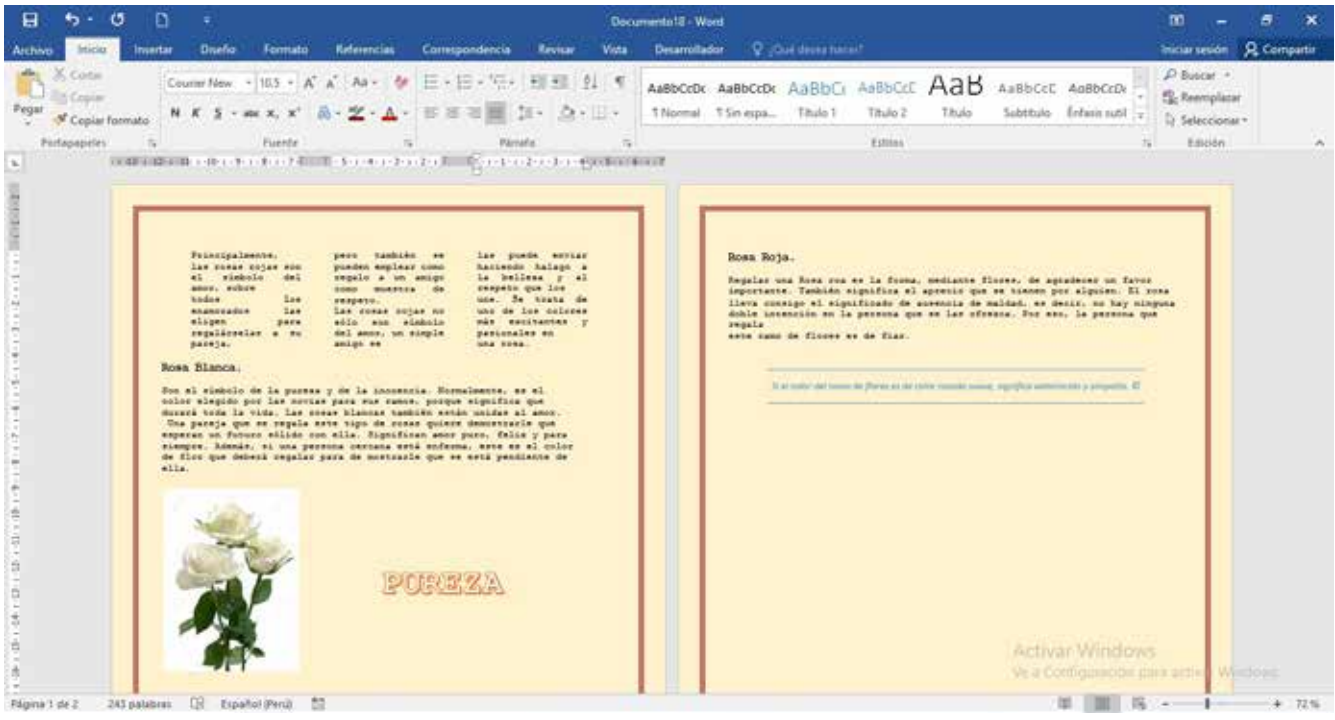 Documento18 - Word
Archivo Inicio Insertar Diseño Formato Referencias Correspondencia Revisar Vista Desarrollador ¿Qué desea hacer? Iniciar sesión Compartir
Pegar Cortar Copiar Copiar formato
Courier New 10.5
N K S
AaBbCcDc AaBbCcDc AaBbCc AaBbCcC AaB AaBbCcC AaBbCcDc
¶ Normal ¶ Sin espa... Título 1 Título 2 Título Subtítulo Énfasis sutil
Buscar
Reemplazar
Seleccionar
Portapapeles Fuente Párrafo Estilos Edición
Principalmente,
las rosas rojas son
el símbolo del
amor, sobre
todos los
enamorados las
eligen para
regalárselas a su
pareja,
pero también se
pueden emplear como
regalo a un amigo
como muestra de
respeto.
Las rosas rojas no
sólo son símbolo
del amor, un simple
amigo se
las puede enviar
haciendo halago a
la belleza y al
respeto que los
une. Se trata de
uno de los colores
más excitantes y
pasionales en
una rosa.
Rosa Blanca.
Son el símbolo de la pureza y de la inocencia. Normalmente, es el
color elegido por las novias para sus ramos, porque significa que
durará toda la vida. Las rosas blancas también están unidas al amor.
Una pareja que se regala este tipo de rosas quiere demostrarle que
esperan un futuro sólido con ella. Significan amor puro, feliz y para
siempre. Además, si una persona cercana está enferma, este es el color
de flor que deberá regalar para de mostrarle que se está pendiente de
ella.
PUREZA
Rosa Roja.
Regalar una Rosa rosa es la forma, mediante flores, de agradecer un favor
importante. También significa el aprecio que se tienen por alguien. El rosa
lleva consigo el significado de ausencia de maldad, es decir, no hay ninguna
doble intención en la persona que se las ofrezca. Por eso, la persona que
regala
este ramo de flores es de fiar.
Si el color del ramo de flores es de color rosado suave, significa admiración y simpatía.
Activar Windows
Ve a Configuración para activar Windows.
Página 1 de 2 243 palabras Español (Perú) 72 %